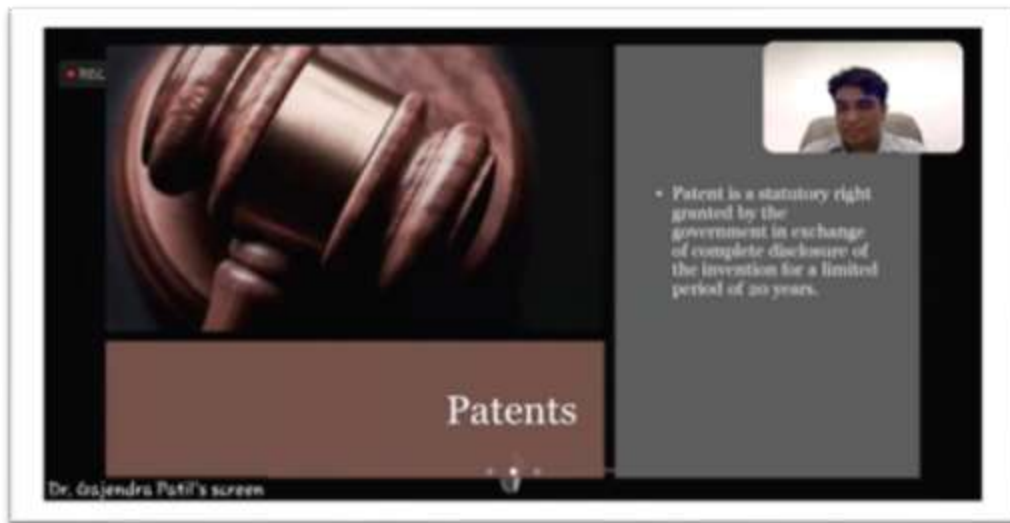 REC
• Patent is a statutory right
granted by the
government in exchange
of complete disclosure of
the invention for a limited
period of 20 years.
Patents
Dr. Gajendra Patil's screen